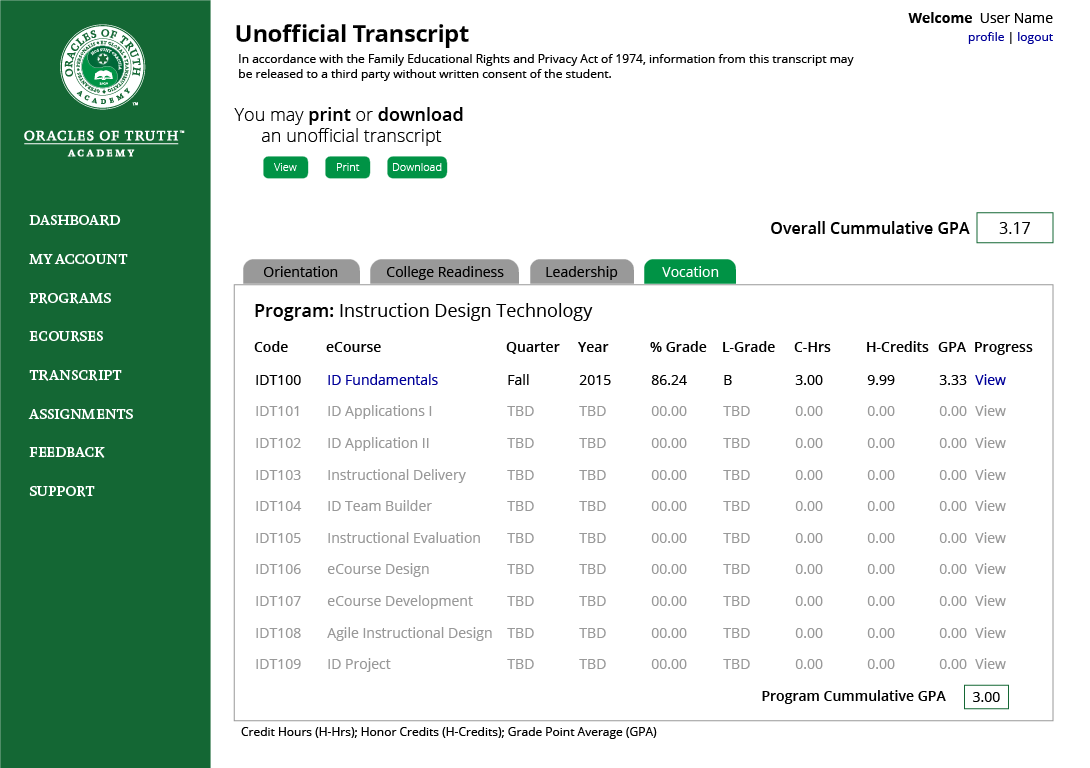 ORACLES OF TRUTH
ACADEMY
ORACLES OF TRUTH™
ACADEMY
DASHBOARD
MY ACCOUNT
PROGRAMS
ECOURSES
TRANSCRIPT
ASSIGNMENTS
FEEDBACK
SUPPORT
Welcome User Name
profile | logout
Unofficial Transcript
In accordance with the Family Educational Rights and Privacy Act of 1974, information from this transcript may
be released to a third party without written consent of the student.
You may print or download
an unofficial transcript
View Print Download
Overall Cummulative GPA 3.17
Orientation College Readiness Leadership Vocation
Program: Instruction Design Technology
Code eCourse Quarter Year % Grade L-Grade C-Hrs H-Credits GPA Progress
IDT100 ID Fundamentals Fall 2015 86.24 B 3.00 9.99 3.33 View
IDT101 ID Applications I TBD TBD 00.00 TBD 0.00 0.00 0.00 View
IDT102 ID Application II TBD TBD 00.00 TBD 0.00 0.00 0.00 View
IDT103 Instructional Delivery TBD TBD 00.00 TBD 0.00 0.00 0.00 View
IDT104 ID Team Builder TBD TBD 00.00 TBD 0.00 0.00 0.00 View
IDT105 Instructional Evaluation TBD TBD 00.00 TBD 0.00 0.00 0.00 View
IDT106 eCourse Design TBD TBD 00.00 TBD 0.00 0.00 0.00 View
IDT107 eCourse Development TBD TBD 00.00 TBD 0.00 0.00 0.00 View
IDT108 Agile Instructional Design TBD TBD 00.00 TBD 0.00 0.00 0.00 View
IDT109 ID Project TBD TBD 00.00 TBD 0.00 0.00 0.00 View
Program Cummulative GPA 3.00
Credit Hours (H-Hrs); Honor Credits (H-Credits); Grade Point Average (GPA)